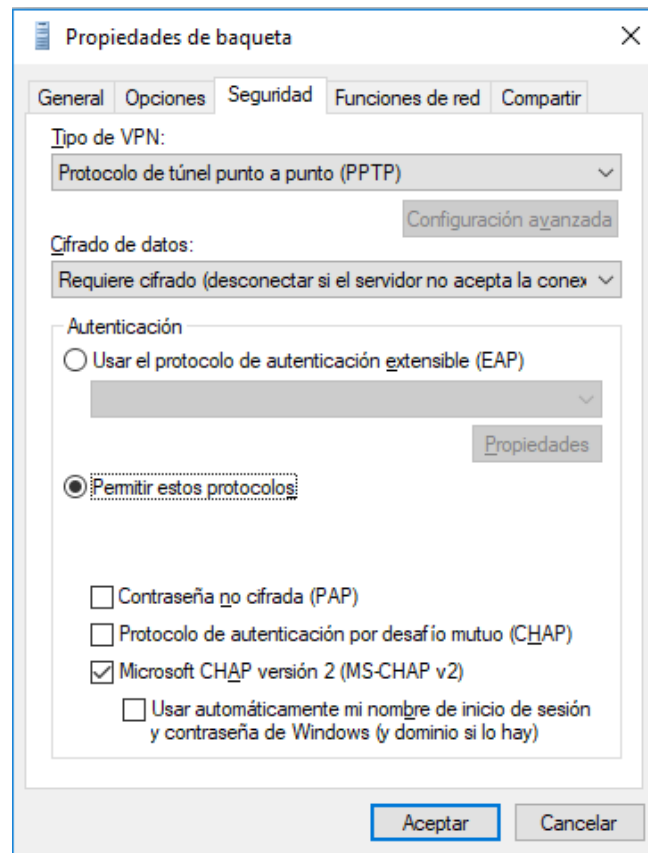 Propiedades de baqueta
General Opciones Seguridad Funciones de red Compartir
Tipo de VPN:
Protocolo de túnel punto a punto (PPTP)
Configuración avanzada
Cifrado de datos:
Requiere cifrado (desconectar si el servidor no acepta la conex
Autenticación
Usar el protocolo de autenticación extensible (EAP)
Propiedades
Permitir estos protocolos
Contraseña no cifrada (PAP)
Protocolo de autenticación por desafío mutuo (CHAP)
Microsoft CHAP versión 2 (MS-CHAP v2)
Usar automáticamente mi nombre de inicio de sesión
y contraseña de Windows (y dominio si lo hay)
Aceptar Cancelar